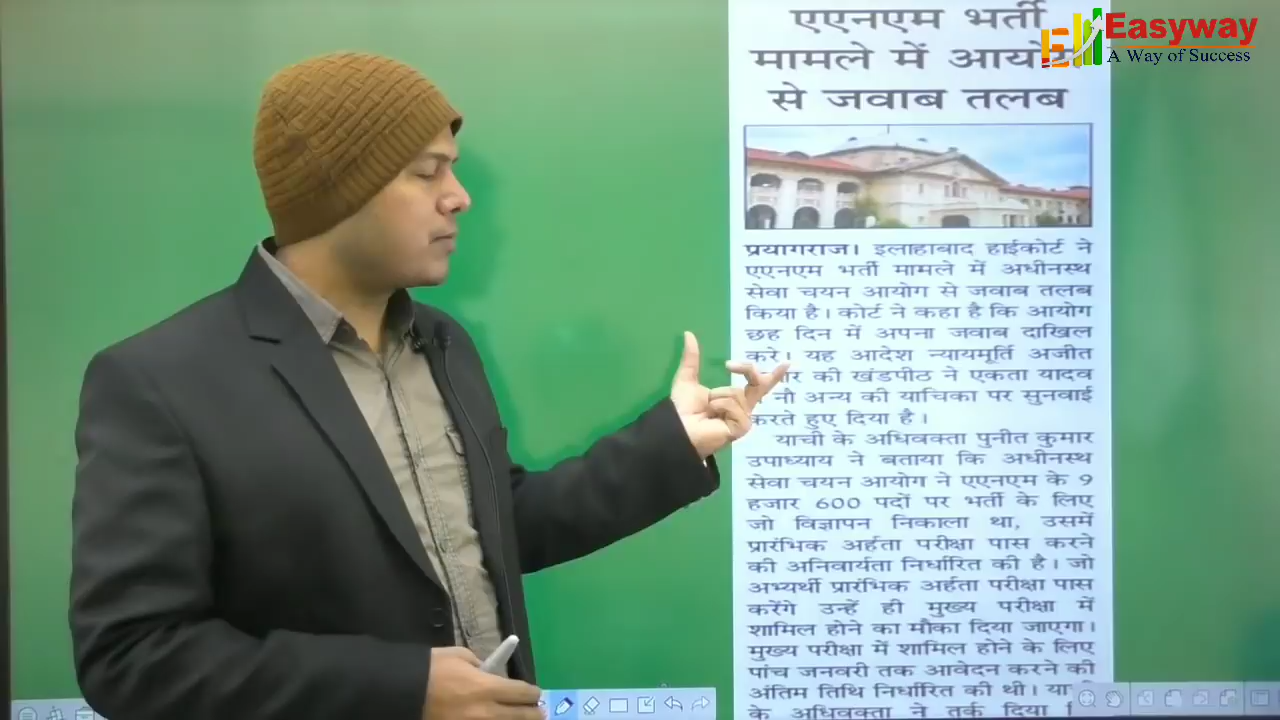 एएनएम भर्ती
मामले में
से जवाब तलब
Easyway
A Way of Success
प्रयागराज। इलाहाबाद हाईकोर्ट ने
एएनएम भर्ती मामले में अधीनस्थ
सेवा चयन आयोग से जवाब तलब
किया है। कोर्ट ने कहा है कि आयोग
छह दिन में अपना जवाब दाखिल
करे। यह आदेश न्यायमूर्ति अजीत
की खंडपीठ ने एकता यादव
नौ अन्य की याचिका पर सुनवाई
करते हुए दिया है।
याची के अधिवक्ता पुनीत कुमार
उपाध्याय ने बताया कि अधीनस्थ
सेवा चयन आयोग ने एएनएम के 9
हजार 600 पदों पर भर्ती के लिए
जो विज्ञापन निकाला था, उसमें
प्रारंभिक अर्हता परीक्षा पास करने
की अनिवार्यता निर्धारित की है। जो
अभ्यर्थी प्रारंभिक अर्हता परीक्षा पास
करेंगे उन्हें ही मुख्य परीक्षा में
शामिल होने का मौका दिया जाएगा।
मुख्य परीक्षा में शामिल होने के लिए
पांच जनवरी तक आवेदन करने की
अंतिम तिथि निर्धारित की थी।
के अधिवक्ता ने तर्क दिया